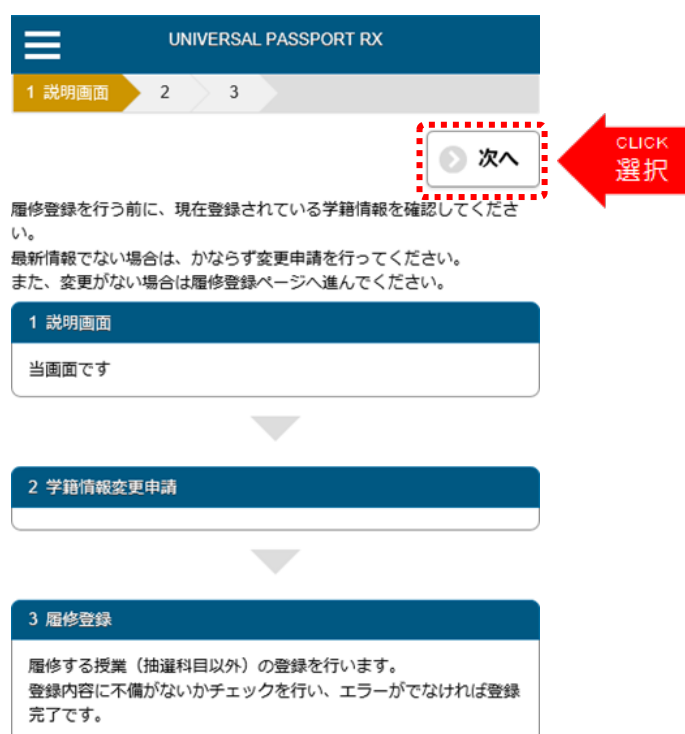 UNIVERSAL PASSPORT RX
1 説明画面 2 3
次へ
CLICK
選択
履修登録を行う前に、現在登録されている学籍情報を確認してくださ
い。
最新情報でない場合は、かならず変更申請を行ってください。
また、変更がない場合は履修登録ページへ進んでください。
1 説明画面
当画面です
2 学籍情報変更申請
3 履修登録
履修する授業（抽選科目以外）の登録を行います。
登録内容に不備がないかチェックを行い、エラーがでなければ登録
完了です。